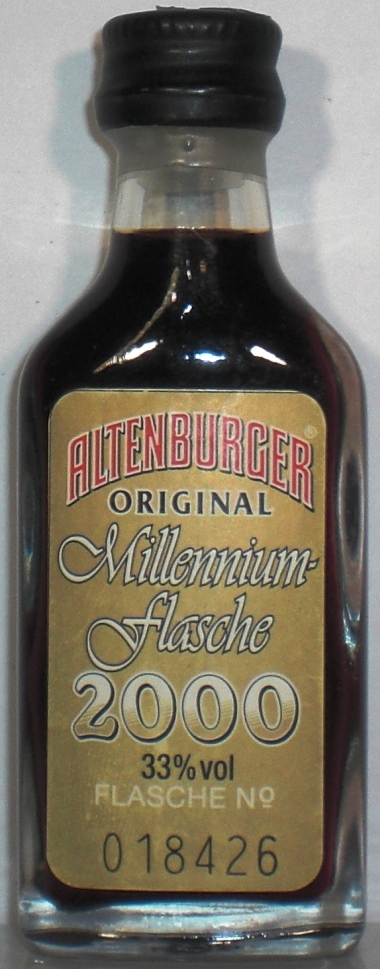 ALTENBURGER®
ORIGINAL
Millennium-
flasche
2000
33%vol
FLASCHE Nº
018426